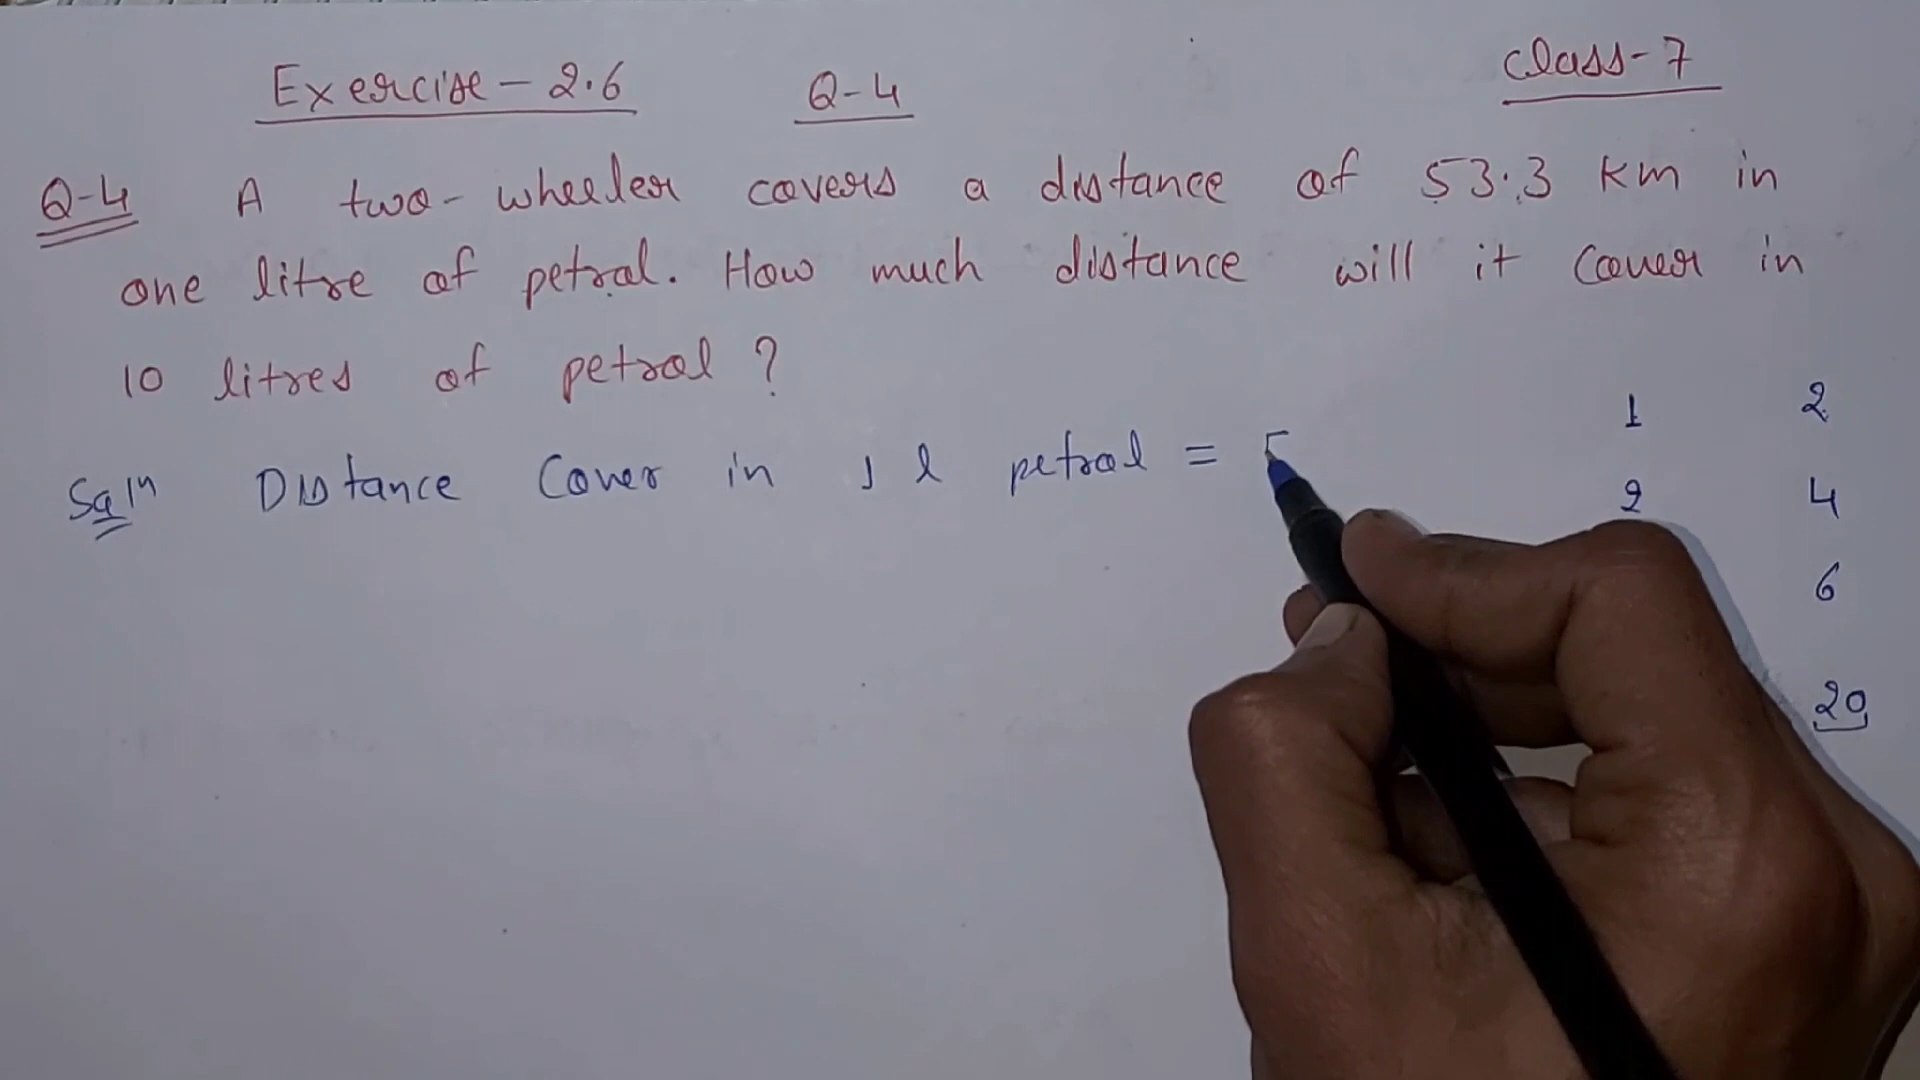 Exercise - 2.6 Q-4 class-7
Q-4 A two-wheeler covers a distance of 53.3 km in
one litre of petrol. How much distance will it cover in
10 litres of petrol ?
1 2
Solⁿ Distance Cover in 1 l petrol = 5
2 4
6
20